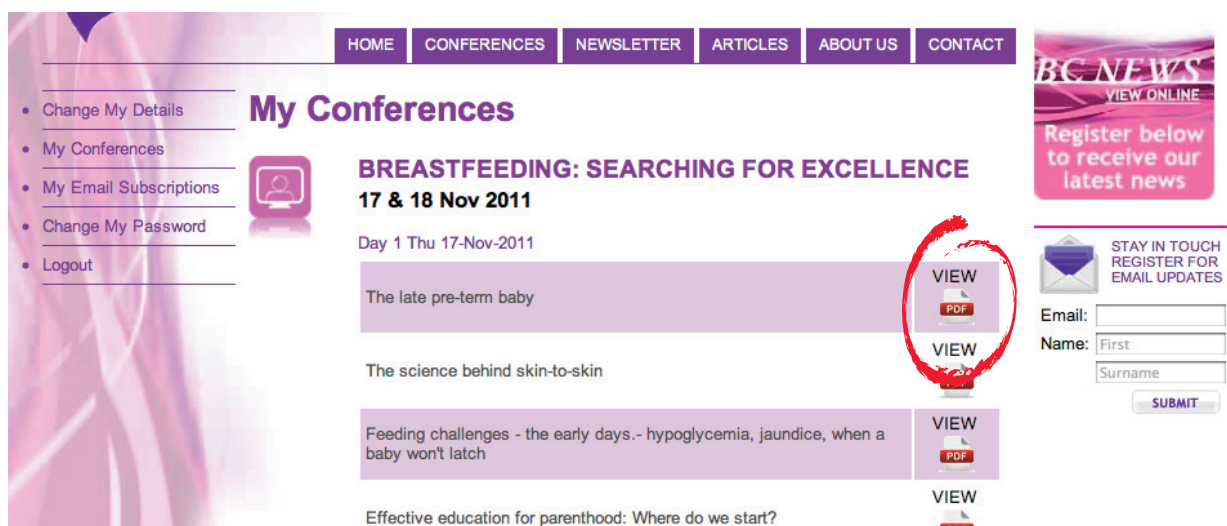 HOME CONFERENCES NEWSLETTER ARTICLES ABOUT US CONTACT
• Change My Details
• My Conferences
• My Email Subscriptions
• Change My Password
• Logout
My Conferences
BREASTFEEDING: SEARCHING FOR EXCELLENCE
17 & 18 Nov 2011
Day 1 Thu 17-Nov-2011
The late pre-term baby
VIEW
PDF
The science behind skin-to-skin
VIEW
PDF
Feeding challenges - the early days.- hypoglycemia, jaundice, when a
baby won't latch
VIEW
PDF
Effective education for parenthood: Where do we start?
VIEW
BC NEWS
VIEW ONLINE
Register below
to receive our
latest news
STAY IN TOUCH
REGISTER FOR
EMAIL UPDATES
Email:
Name: First
Surname
SUBMIT